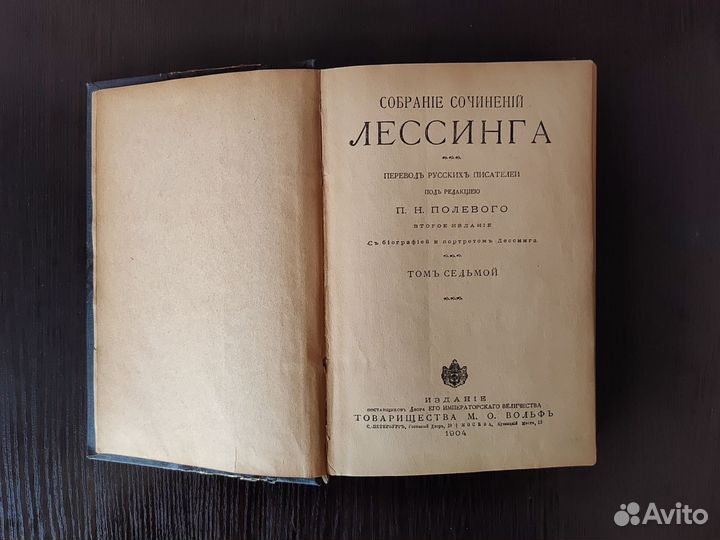 СОБРАНІЕ СОЧИНЕНІЙ
ЛЕССИНГА
ПЕРЕВОДЪ РУССКИХЪ ПИСАТЕЛЕЙ
ПОДЪ РЕДАКЦІЕЮ
П. Н. ПОЛЕВОГО
ВТОРОЕ ИЗДАНІЕ
Съ біографіей и портретомъ Лессинга
ТОМЪ СЕДЬМОЙ
ИЗДАНІЕ
ПОСТАВЩИКОВЪ ДВОРА ЕГО ИМПЕРАТОРСКАГО ВЕЛИЧЕСТВА
ТОВАРИЩЕСТВА М. О. ВОЛЬФЪ
С.-ПЕТЕРБУРГЪ, Гостиный Дворъ, 18 | МОСКВА, Кузнецкій Мостъ, 12
1904
Avito